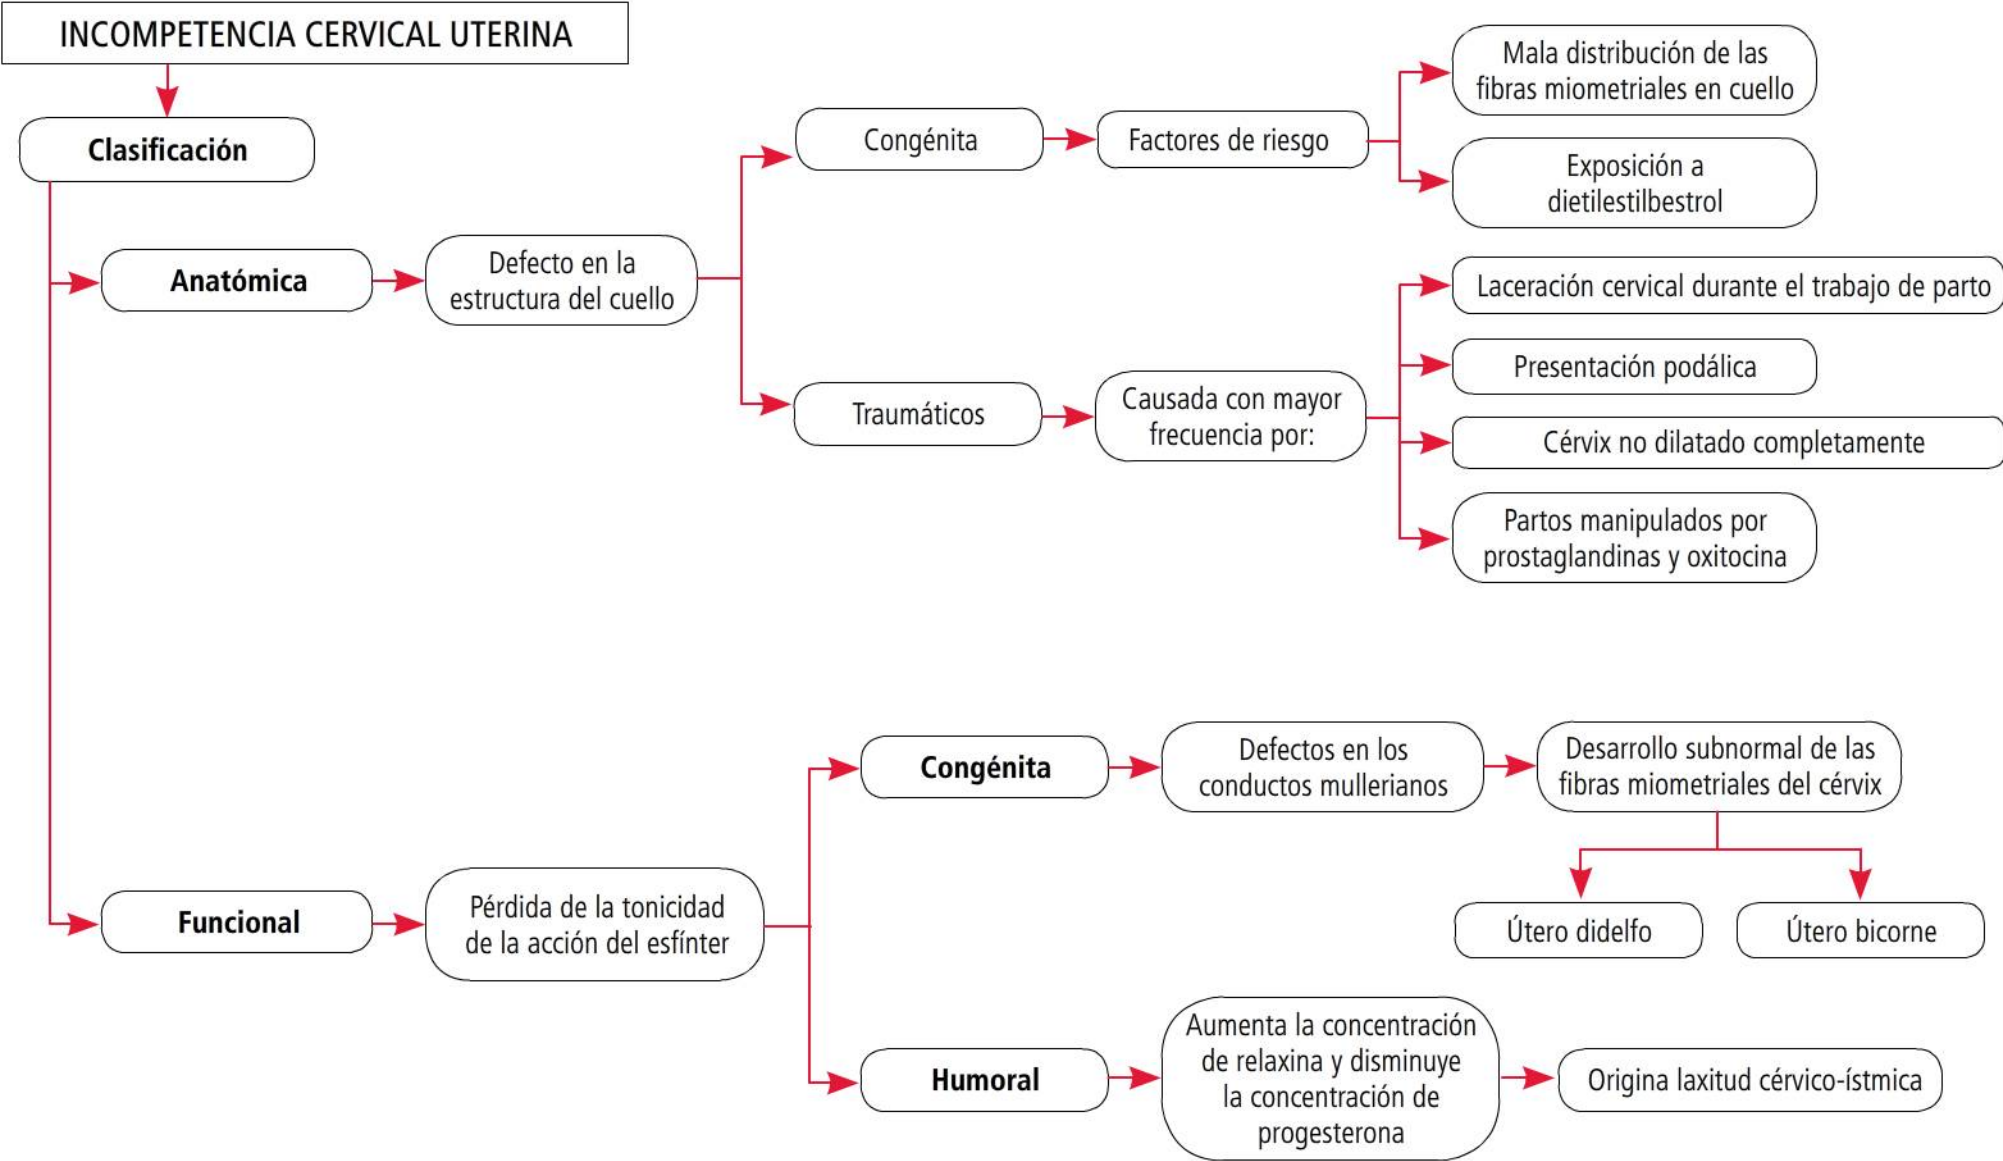 INCOMPETENCIA CERVICAL UTERINA
Clasificación
Anatómica
Defecto en la
estructura del cuello
Congénita
Factores de riesgo
Mala distribución de las
fibras miometriales en cuello
Exposición a
dietilestilbestrol
Traumáticos
Causada con mayor
frecuencia por:
Laceración cervical durante el trabajo de parto
Presentación podálica
Cérvix no dilatado completamente
Partos manipulados por
prostaglandinas y oxitocina
Funcional
Pérdida de la tonicidad
de la acción del esfínter
Congénita
Defectos en los
conductos mullerianos
Desarrollo subnormal de las
fibras miometriales del cérvix
Útero didelfo
Útero bicorne
Humoral
Aumenta la concentración
de relaxina y disminuye
la concentración de
progesterona
Origina laxitud cérvico-ístmica